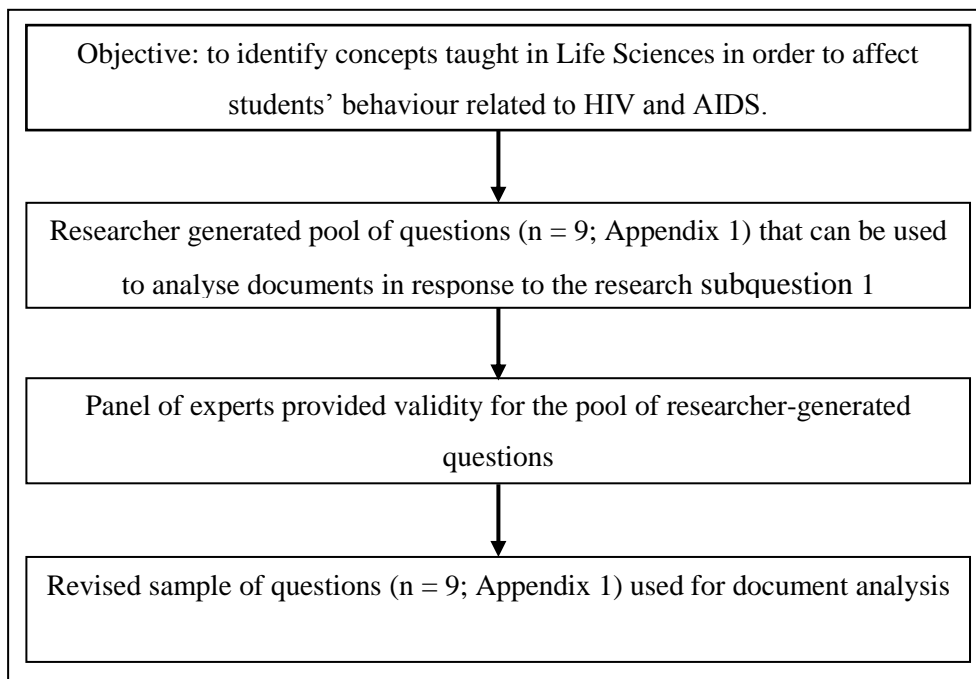 Objective: to identify concepts taught in Life Sciences in order to affect
students’ behaviour related to HIV and AIDS.
Researcher generated pool of questions (n = 9; Appendix 1) that can be used
to analyse documents in response to the research subquestion 1
Panel of experts provided validity for the pool of researcher-generated
questions
Revised sample of questions (n = 9; Appendix 1) used for document analysis